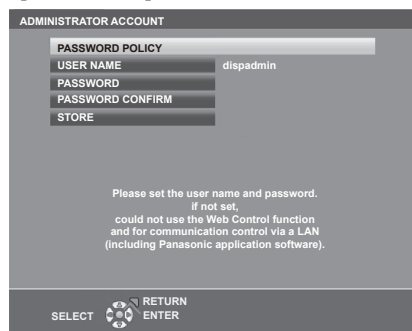 ADMINISTRATOR ACCOUNT
PASSWORD POLICY
USER NAME dispadmin
PASSWORD
PASSWORD CONFIRM
STORE
Please set the user name and password.
if not set,
could not use the Web Control function
and for communication control via a LAN
(including Panasonic application software).
RETURN
SELECT ENTER